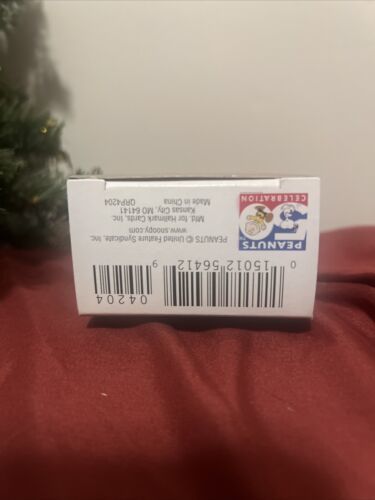 PEANUTS
CELEBRATION
PEANUTS © United Feature Syndicate, Inc.
www.snoopy.com
Mfd. for Hallmark Cards, Inc.
Kansas City, MO 64141
Made in China
QRP4204
0 15012 56412 9
04204